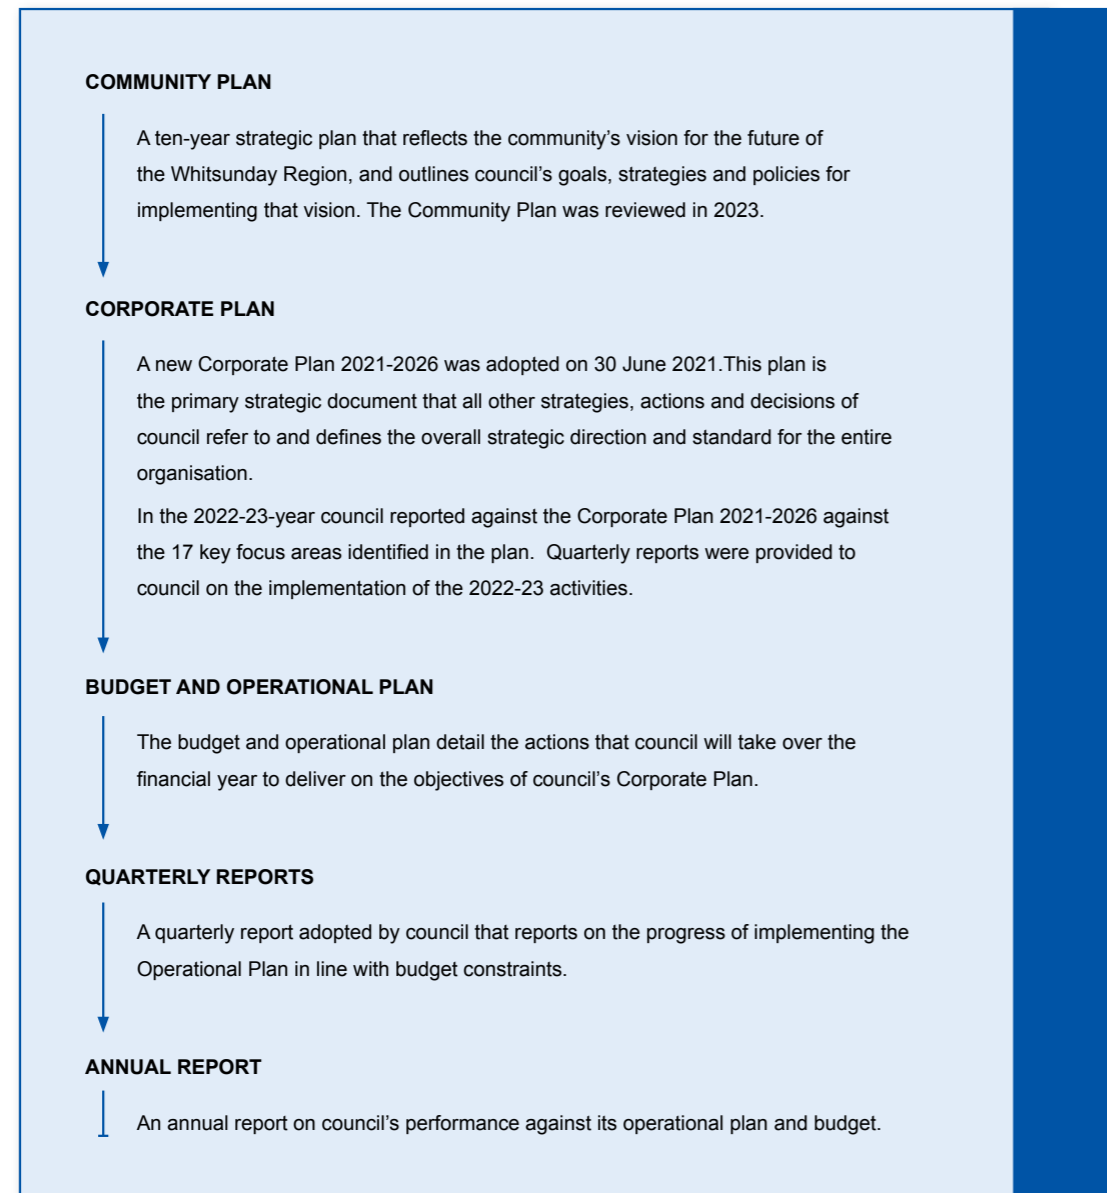 COMMUNITY PLAN
A ten-year strategic plan that reflects the community’s vision for the future of
the Whitsunday Region, and outlines council’s goals, strategies and policies for
implementing that vision. The Community Plan was reviewed in 2023.
CORPORATE PLAN
A new Corporate Plan 2021-2026 was adopted on 30 June 2021.This plan is
the primary strategic document that all other strategies, actions and decisions of
council refer to and defines the overall strategic direction and standard for the entire
organisation.
In the 2022-23-year council reported against the Corporate Plan 2021-2026 against
the 17 key focus areas identified in the plan.  Quarterly reports were provided to
council on the implementation of the 2022-23 activities.
BUDGET AND OPERATIONAL PLAN
The budget and operational plan detail the actions that council will take over the
financial year to deliver on the objectives of council’s Corporate Plan.
QUARTERLY REPORTS
A quarterly report adopted by council that reports on the progress of implementing the
Operational Plan in line with budget constraints.
ANNUAL REPORT
An annual report on council’s performance against its operational plan and budget.